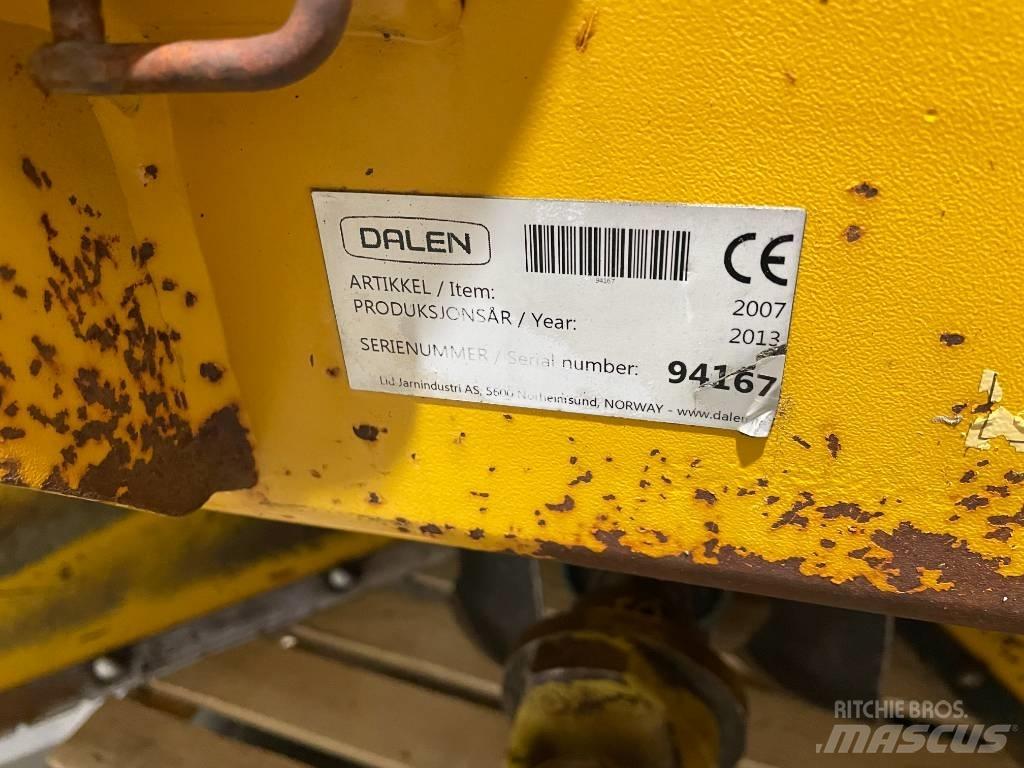 DALEN
94167
CE
ARTIKKEL / Item: 2007
PRODUKSJONSÅR / Year: 2013
SERIENUMMER / Serial number: 94167
Lid Jarnindustri AS, 5600 Norheimsund, NORWAY - www.dalen
RITCHIE BROS.
MASCUS